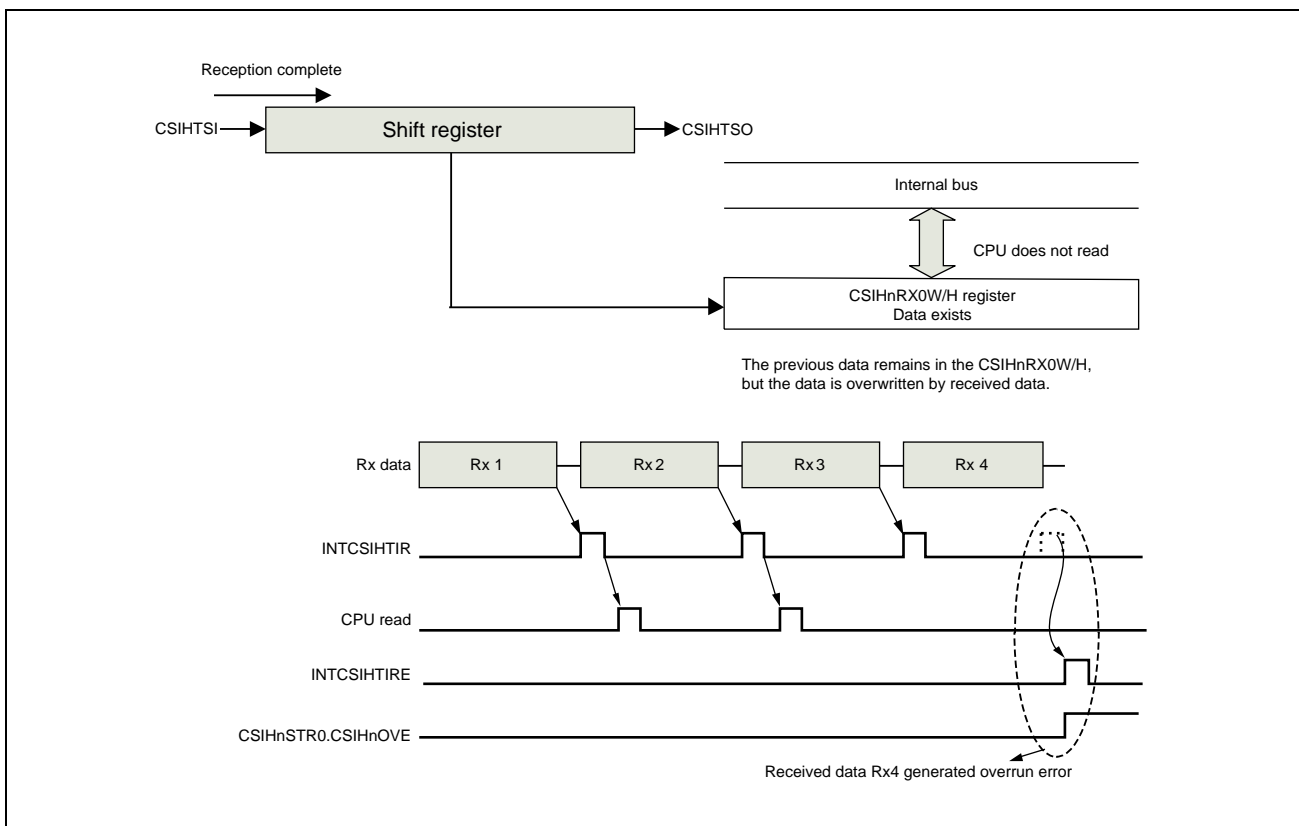 Reception complete
CSIHTSI
Shift register
CSIHTSO
Internal bus
CPU does not read
CSIHnRX0W/H register
Data exists
The previous data remains in the CSIHnRX0W/H,
but the data is overwritten by received data.
Rx data
Rx 1
Rx 2
Rx 3
Rx 4
INTCSIHTIR
CPU read
INTCSIHTIRE
CSIHnSTR0.CSIHnOVE
Received data Rx4 generated overrun error